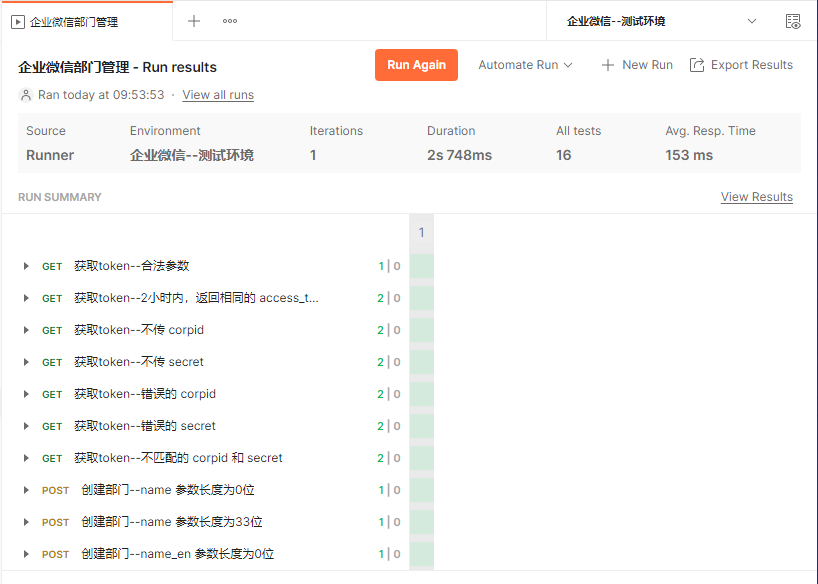 企业微信部门管理
企业微信--测试环境
企业微信部门管理 - Run results
Run Again
Automate Run
New Run
Export Results
Ran today at 09:53:53 · View all runs
Source Environment Iterations Duration All tests Avg. Resp. Time
Runner 企业微信--测试环境 1 2s 748ms 16 153 ms
RUN SUMMARY View Results
1
GET 获取token--合法参数 1 | 0
GET 获取token--2小时内，返回相同的 access_t... 2 | 0
GET 获取token--不传 corpid 2 | 0
GET 获取token--不传 secret 2 | 0
GET 获取token--错误的 corpid 2 | 0
GET 获取token--错误的 secret 2 | 0
GET 获取token--不匹配的 corpid 和 secret 2 | 0
POST 创建部门--name 参数长度为0位 1 | 0
POST 创建部门--name 参数长度为33位 1 | 0
POST 创建部门--name_en 参数长度为0位 1 | 0